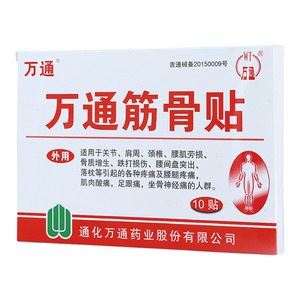 万通®
吉通械备20150009号
WT
万通
万通筋骨贴
外用
适用于关节、肩周、颈椎、腰肌劳损、
骨质增生、跌打损伤、腰间盘突出、
落枕等引起的各种疼痛及腰腿疼痛，
肌肉酸痛，足跟痛，坐骨神经痛的人群。
10贴
通化万通药业股份有限公司